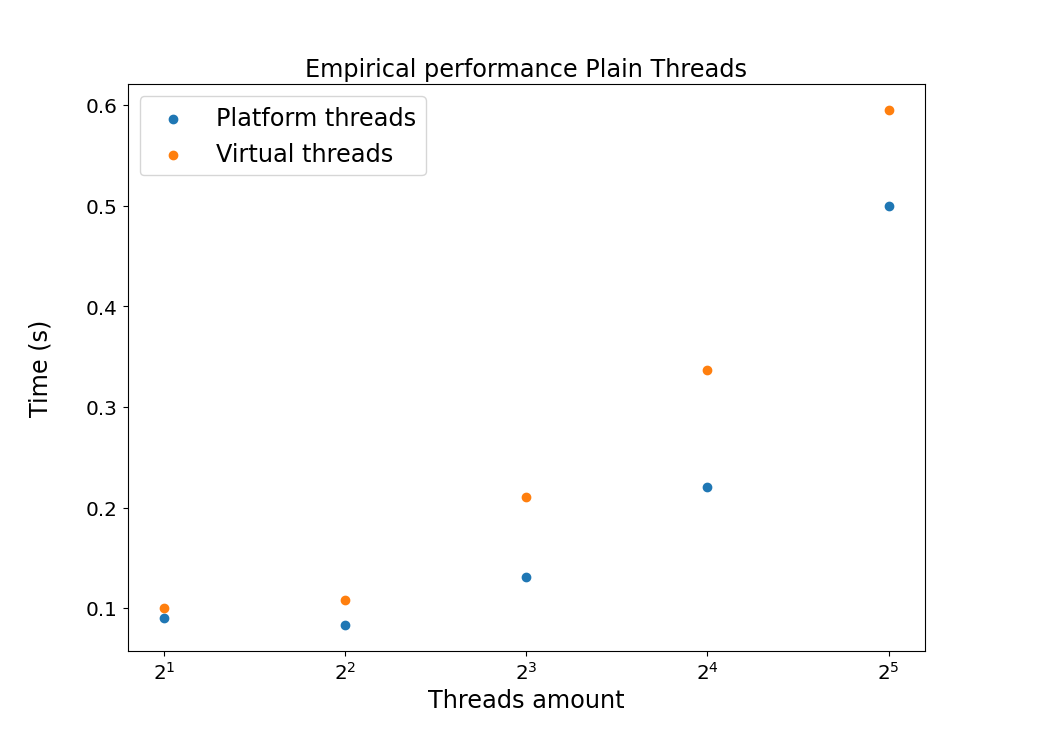 Empirical performance Plain Threads
Platform threads
Virtual threads
0.6
0.5
0.4
0.3
0.2
0.1
Time (s)
2¹ 2² 2³ 2⁴ 2⁵
Threads amount